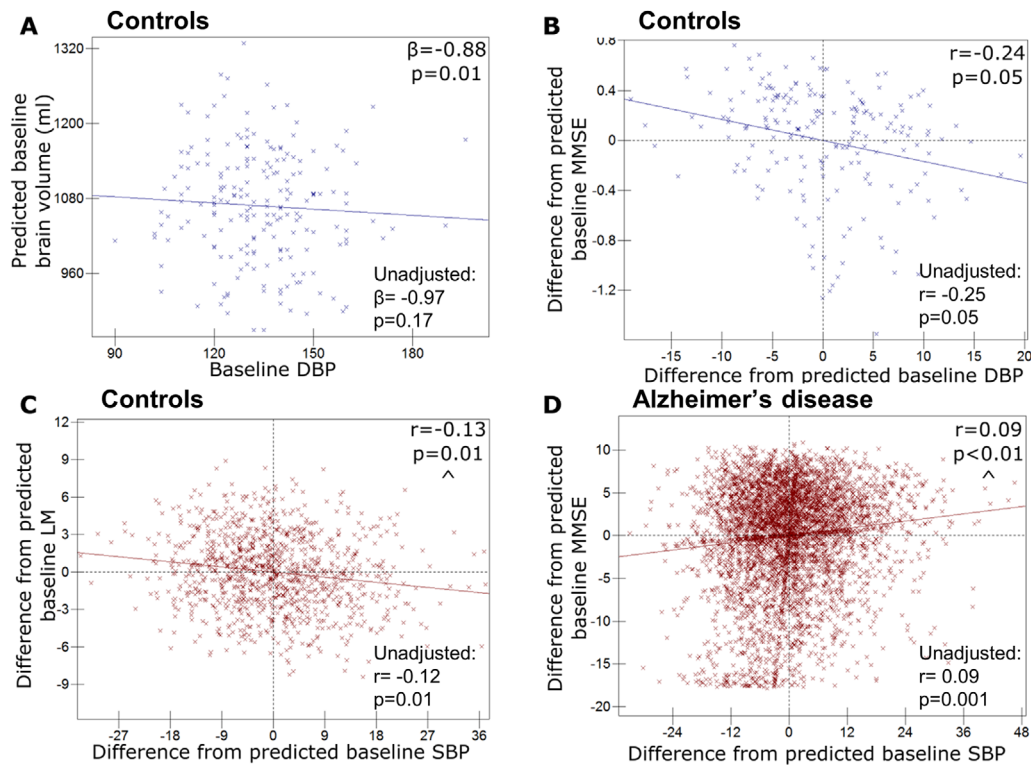 A Controls
1320
1200
1080
960
Predicted baseline
brain volume (ml)
β=-0.88
p=0.01
Unadjusted:
β= -0.97
p=0.17
90 120 150 180
Baseline DBP
B Controls
0.8
0.4
0
-0.4
-0.8
-1.2
Difference from predicted
baseline MMSE
r=-0.24
p=0.05
Unadjusted:
r= -0.25
p=0.05
-15 -10 -5 0 5 10 15 20
Difference from predicted baseline DBP
C Controls
12
9
6
3
0
-3
-6
-9
Difference from predicted
baseline LM
r=-0.13
p=0.01
^
Unadjusted:
r= -0.12
p=0.01
-27 -18 -9 0 9 18 27 36
Difference from predicted baseline SBP
D Alzheimer's disease
10
5
0
-5
-10
-15
-20
Difference from predicted
baseline MMSE
r=0.09
p<0.01
^
Unadjusted:
r= 0.09
p=0.001
-24 -12 0 12 24 36 48
Difference from predicted baseline SBP